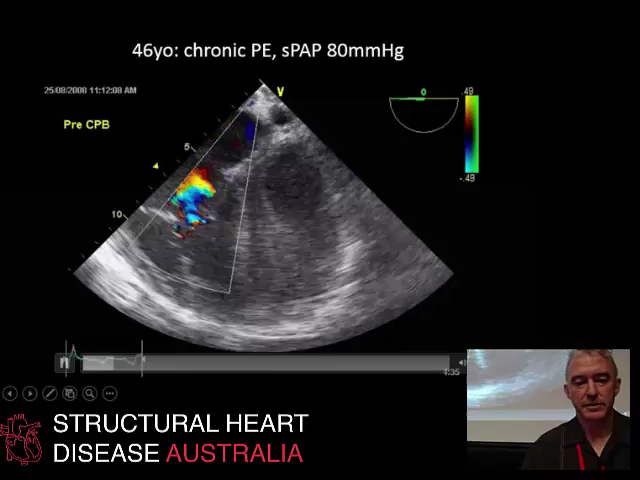 46yo: chronic PE, sPAP 80mmHg
25/08/2008 11:12:08 AM
V
0
.49
Pre CPB
5
-.49
10
4:35
STRUCTURAL HEART
DISEASE AUSTRALIA